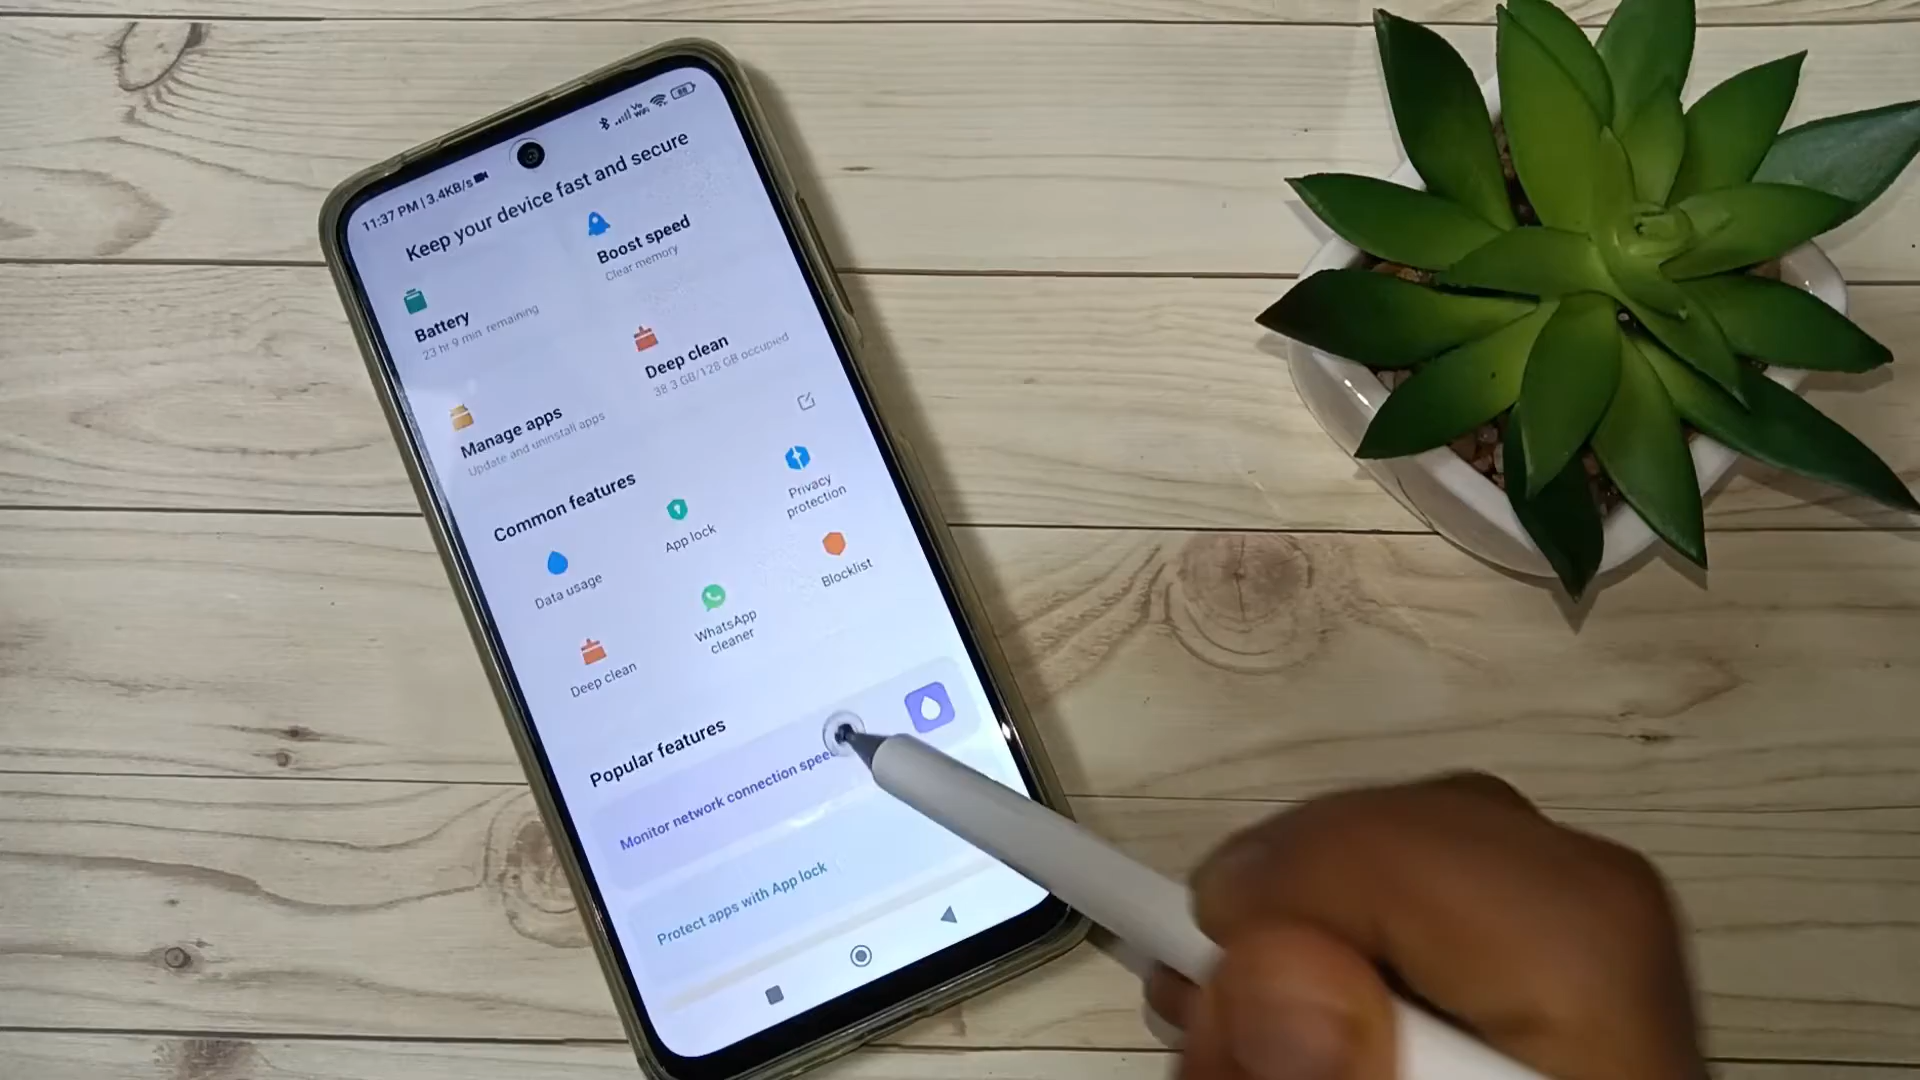 11:37 PM | 3.4KB/s
Vo
WiFi
88
Keep your device fast and secure
Battery
23 hr 9 min remaining
Boost speed
Clear memory
Manage apps
Update and uninstall apps
Deep clean
38.3 GB/128 GB occupied
Common features
Data usage
App lock
Privacy
protection
Deep clean
WhatsApp
cleaner
Blocklist
Popular features
Monitor network connection speed
Protect apps with App lock